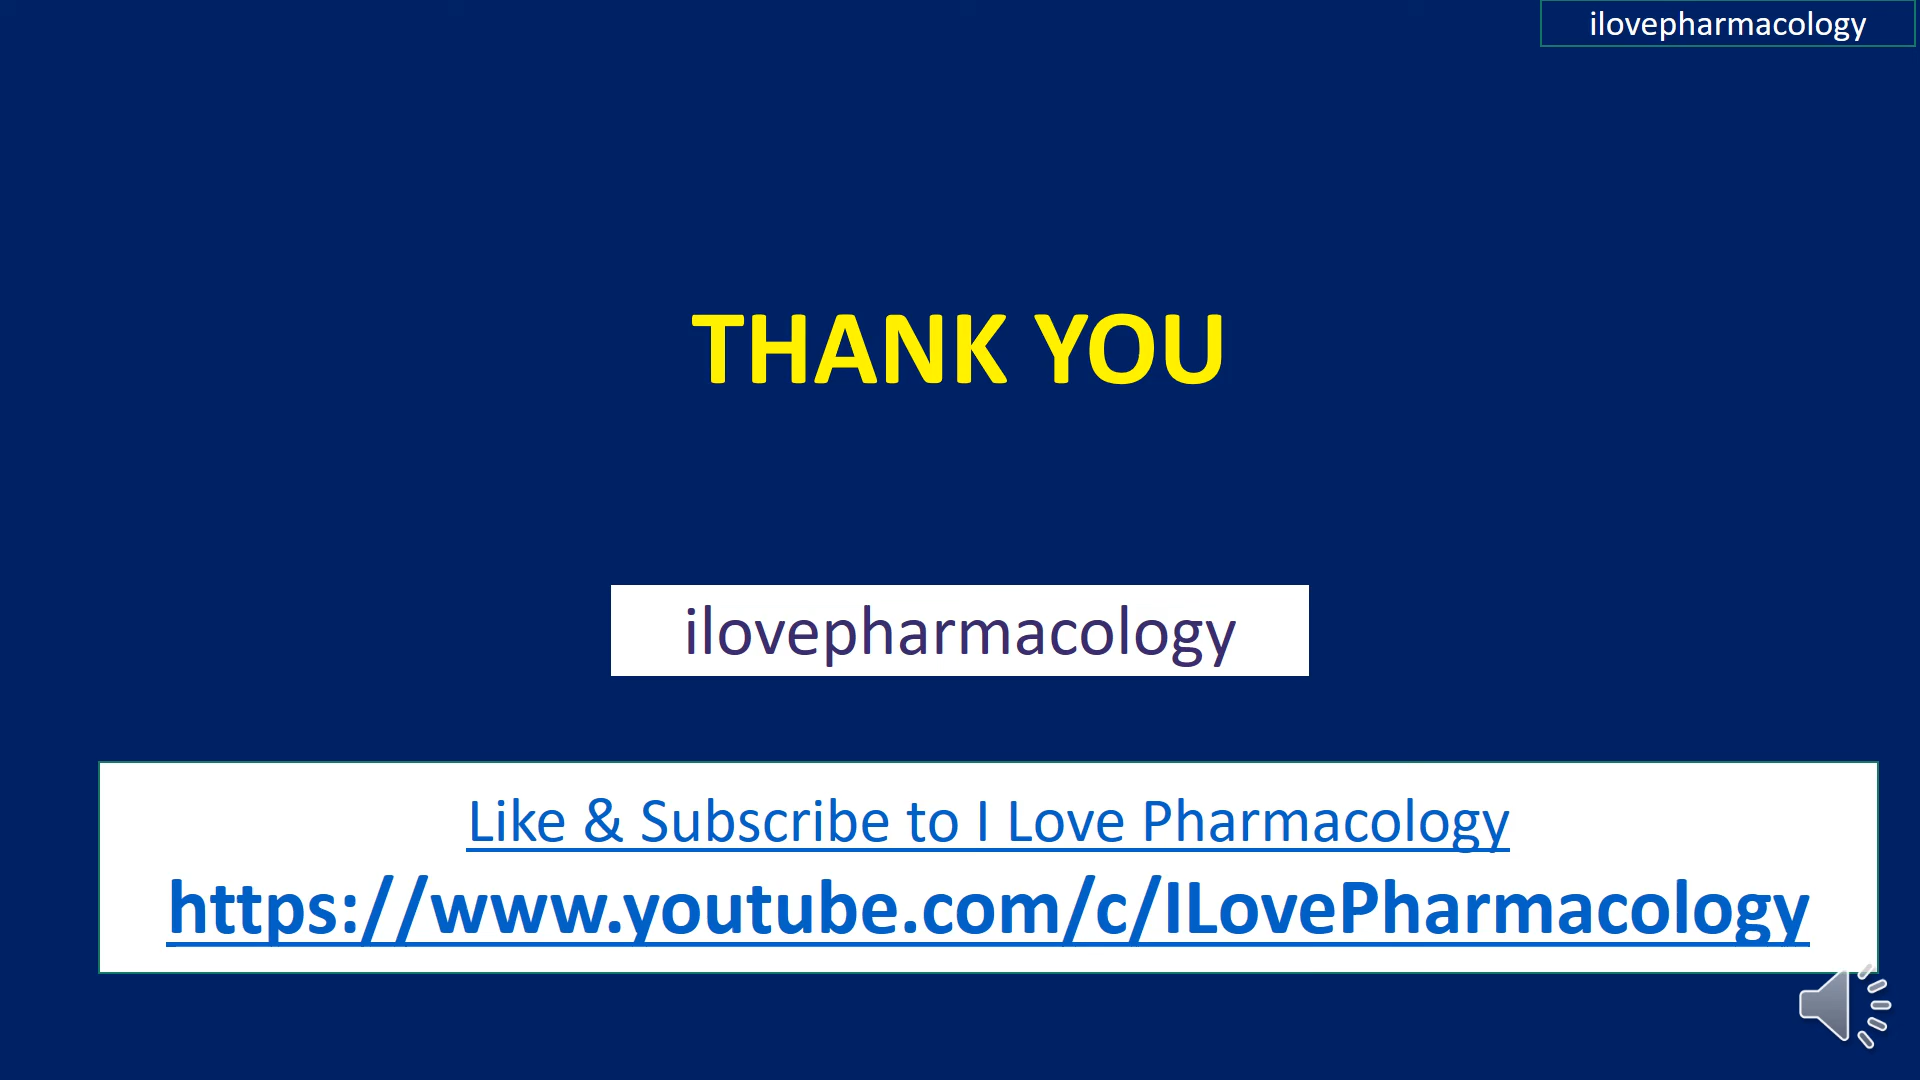 ilovepharmacology
THANK YOU
ilovepharmacology
Like & Subscribe to I Love Pharmacology
https://www.youtube.com/c/ILovePharmacology